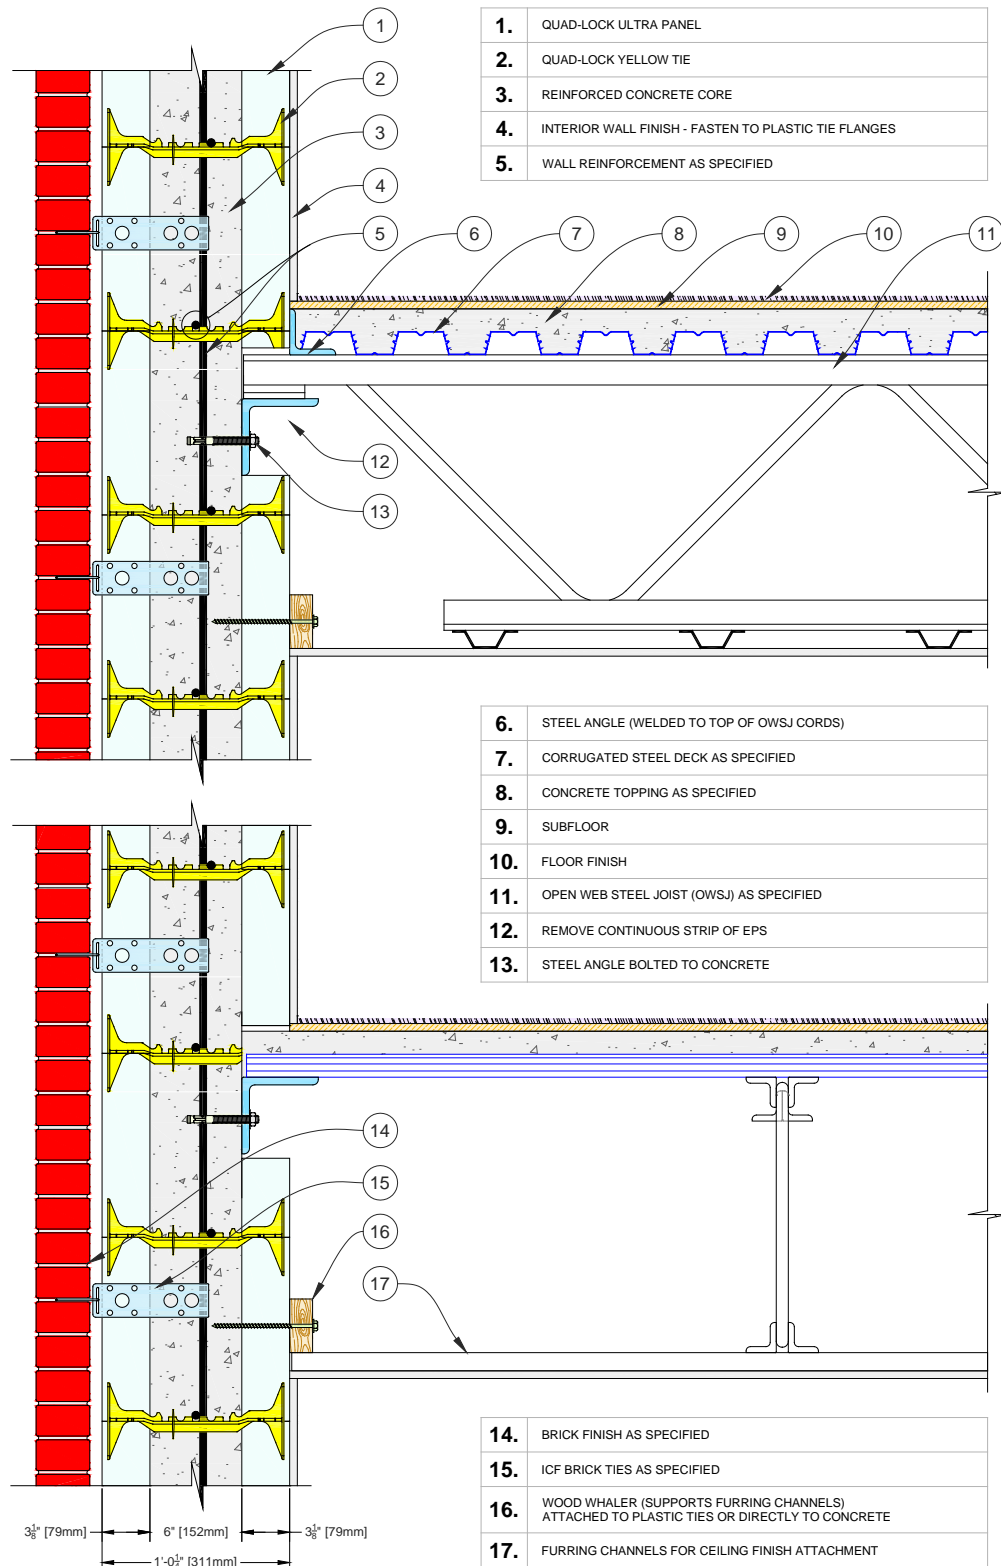 1
2
3
4
5
6
7
8
9
10
11
12
13
1. QUAD-LOCK ULTRA PANEL
2. QUAD-LOCK YELLOW TIE
3. REINFORCED CONCRETE CORE
4. INTERIOR WALL FINISH - FASTEN TO PLASTIC TIE FLANGES
5. WALL REINFORCEMENT AS SPECIFIED
6. STEEL ANGLE (WELDED TO TOP OF OWSJ CORDS)
7. CORRUGATED STEEL DECK AS SPECIFIED
8. CONCRETE TOPPING AS SPECIFIED
9. SUBFLOOR
10. FLOOR FINISH
11. OPEN WEB STEEL JOIST (OWSJ) AS SPECIFIED
12. REMOVE CONTINUOUS STRIP OF EPS
13. STEEL ANGLE BOLTED TO CONCRETE
14
15
16
17
14. BRICK FINISH AS SPECIFIED
15. ICF BRICK TIES AS SPECIFIED
16. WOOD WHALER (SUPPORTS FURRING CHANNELS)
ATTACHED TO PLASTIC TIES OR DIRECTLY TO CONCRETE
17. FURRING CHANNELS FOR CEILING FINISH ATTACHMENT
3⅛" [79mm]
6" [152mm]
3⅛" [79mm]
1'-0¼" [311mm]